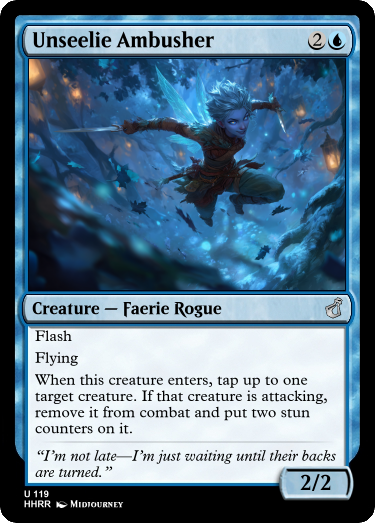 Unseelie Ambusher 2
Creature — Faerie Rogue
Flash
Flying
When this creature enters, tap up to one
target creature. If that creature is attacking,
remove it from combat and put two stun
counters on it.
“I’m not late—I’m just waiting until their backs
are turned.”
2/2
U 119
HHRR Midjourney